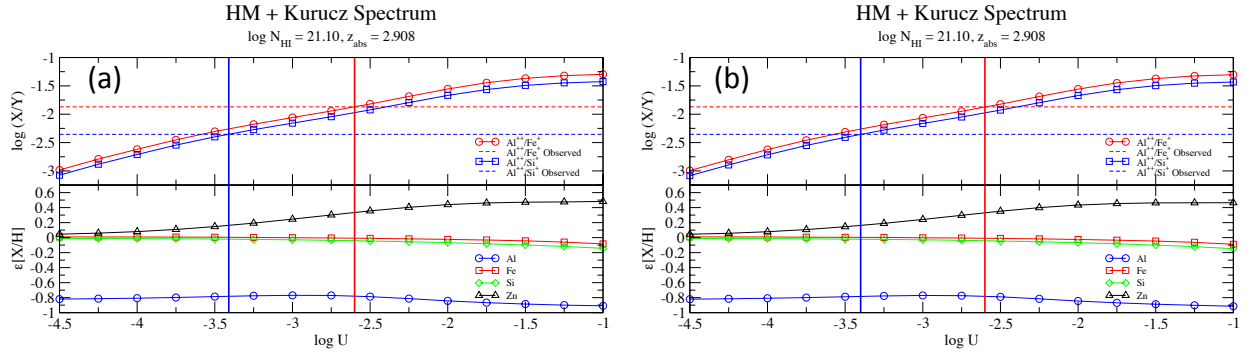 HM + Kurucz Spectrum
log N_HI = 21.10, z_abs = 2.908
(a)
log (X/Y)
-1
-1.5
-2
-2.5
-3
Al⁺⁺/Fe⁺
Al⁺⁺/Fe⁺ Observed
Al⁺⁺/Si⁺
Al⁺⁺/Si⁺ Observed
ε[X/H]
0.6
0.4
0.2
0
-0.2
-0.4
-0.6
-0.8
-1
Al
Fe
Si
Zn
-4.5 -4 -3.5 -3 -2.5 -2 -1.5 -1
log U
HM + Kurucz Spectrum
log N_HI = 21.10, z_abs = 2.908
(b)
log (X/Y)
-1
-1.5
-2
-2.5
-3
Al⁺⁺/Fe⁺
Al⁺⁺/Fe⁺ Observed
Al⁺⁺/Si⁺
Al⁺⁺/Si⁺ Observed
ε[X/H]
0.6
0.4
0.2
0
-0.2
-0.4
-0.6
-0.8
-1
Al
Fe
Si
Zn
-4.5 -4 -3.5 -3 -2.5 -2 -1.5 -1
log U